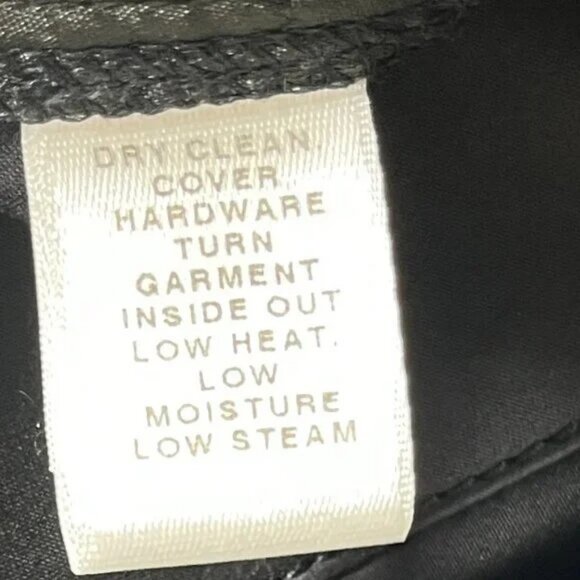 DRY CLEAN.
COVER
HARDWARE
TURN
GARMENT
INSIDE OUT
LOW HEAT.
LOW
MOISTURE
LOW STEAM